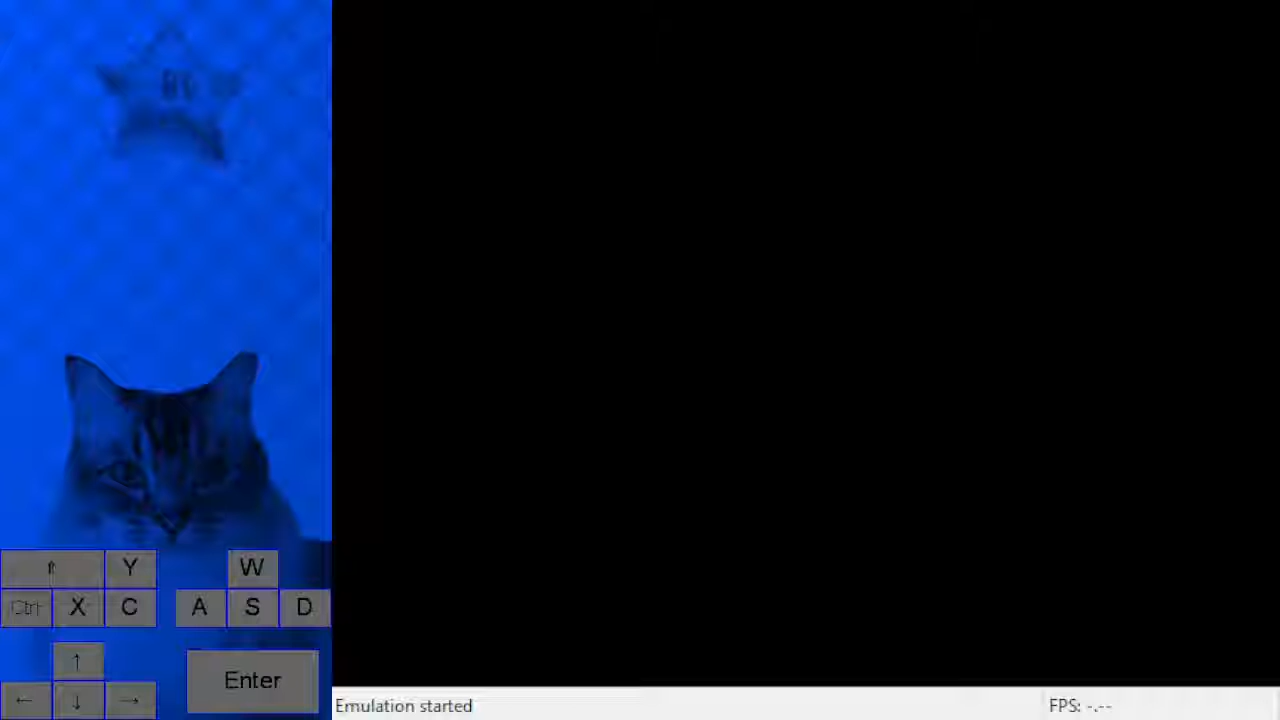 ⇑ Y W
Ctrl X C A S D
↑
Enter
← ↓ →
Emulation started FPS: -.--